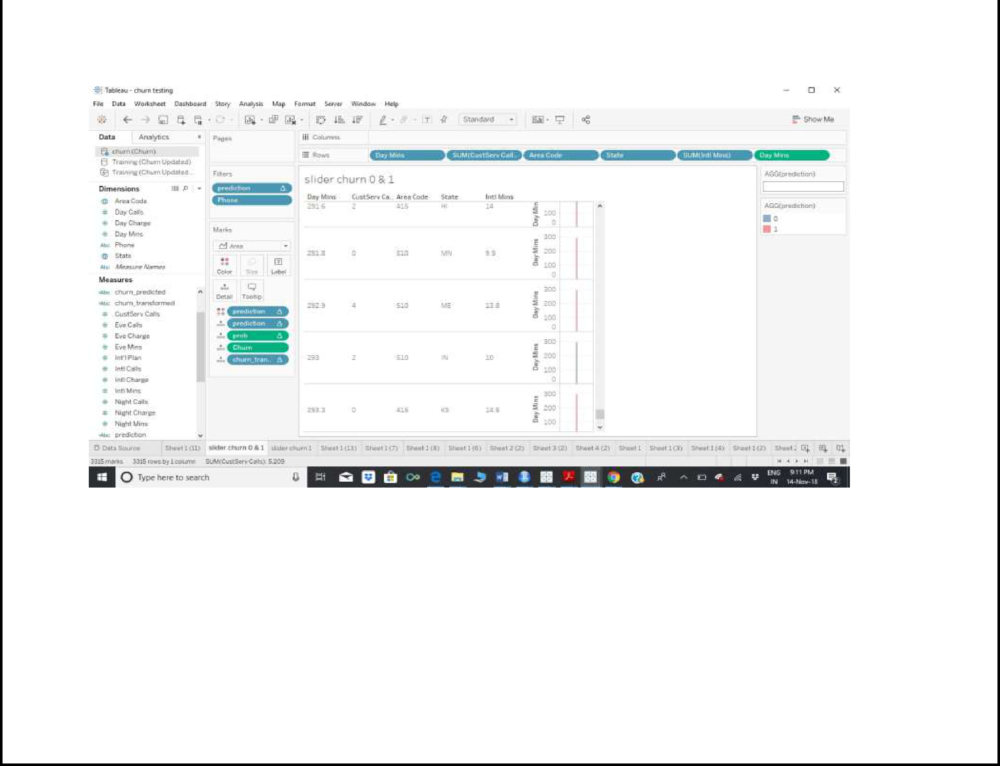 Tableau - churn testing
File Data Worksheet Dashboard Story Analysis Map Format Server Window Help
Standard
Show Me
Data Analytics
churn (Churn)
Training (Churn Updated)
Training (Churn Updated...
Dimensions
Area Code
Day Calls
Day Charge
Day Mins
Abc Phone
State
Abc Measure Names
Measures
churn_predicted
churn_transformed
CustServ Calls
Eve Calls
Eve Charge
Eve Mins
Int'l Plan
Intl Calls
Intl Charge
Intl Mins
Night Calls
Night Charge
Night Mins
prediction
Pages
Filters
prediction
Phone
Marks
Area
Color Size Label
Detail Tooltip
prediction
prediction
prob
Churn
churn_tran..
Columns
Rows Day Mins SUM(CustServ Call.. Area Code State SUM(Intl Mins) Day Mins
slider churn 0 & 1
Day Mins CustServ Ca.. Area Code State Intl Mins
291.6 2 415 HI 14 Day Min 100 0
291.8 0 510 MN 9.9 Day Mins 300 200 100 0
292.9 4 510 ME 13.8 Day Mins 300 200 100 0
293 2 510 IN 10 Day Mins 300 200 100 0
293.3 0 415 KS 14.5 Day Mins 300 200 100
AGG(prediction)
AGG(prediction)
0
1
Data Source Sheet 1 (11) slider churn 0 & 1 slider churn 1 Sheet 1 (13) Sheet 1 (7) Sheet 1 (8) Sheet 1 (6) Sheet 2 (2) Sheet 3 (2) Sheet 4 (2) Sheet 1 Sheet 1 (3) Sheet 1 (4) Sheet 1 (2) Sheet
3315 marks 3315 rows by 1 column SUM(CustServ Calls): 5,209
Type here to search
ENG 9:11 PM
IN 14-Nov-18